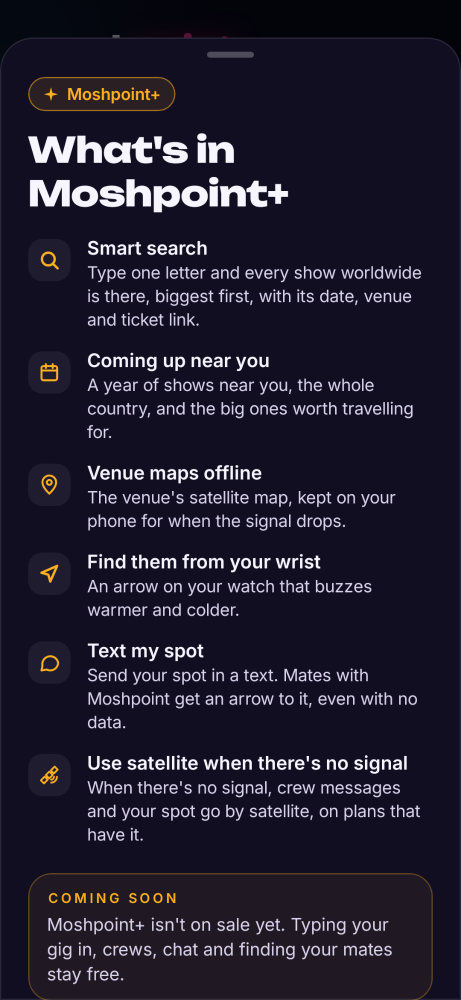 Moshpoint+
What's in
Moshpoint+
Smart search
Type one letter and every show worldwide
is there, biggest first, with its date, venue
and ticket link.
Coming up near you
A year of shows near you, the whole
country, and the big ones worth travelling
for.
Venue maps offline
The venue's satellite map, kept on your
phone for when the signal drops.
Find them from your wrist
An arrow on your watch that buzzes
warmer and colder.
Text my spot
Send your spot in a text. Mates with
Moshpoint get an arrow to it, even with no
data.
Use satellite when there's no signal
When there's no signal, crew messages
and your spot go by satellite, on plans that
have it.
COMING SOON
Moshpoint+ isn't on sale yet. Typing your
gig in, crews, chat and finding your mates
stay free.